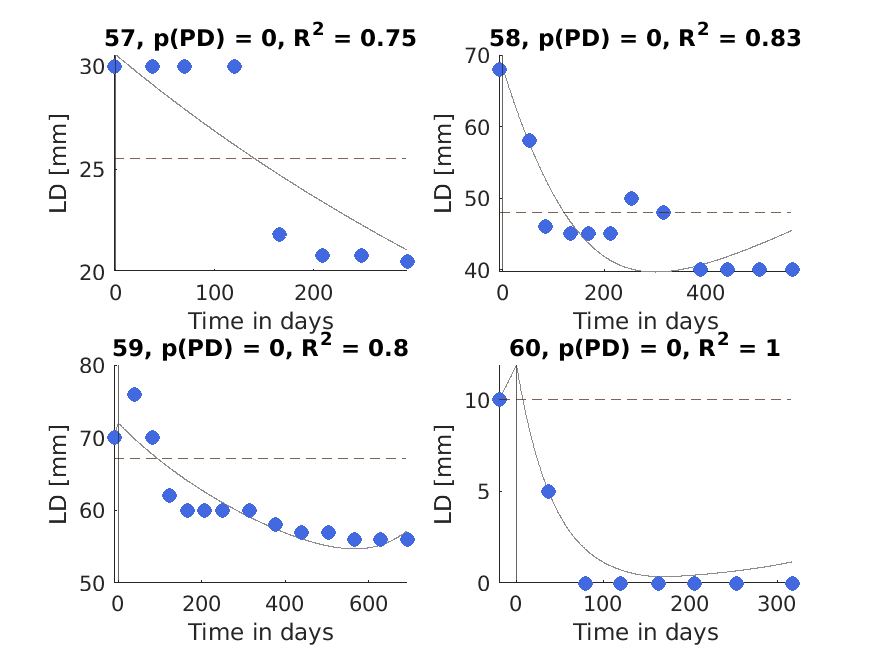 57, p(PD) = 0, R² = 0.75
30
25
20
LD [mm]
0 100 200
Time in days
58, p(PD) = 0, R² = 0.83
70
60
50
40
LD [mm]
0 200 400
Time in days
59, p(PD) = 0, R² = 0.8
80
70
60
50
LD [mm]
0 200 400 600
Time in days
60, p(PD) = 0, R² = 1
10
5
0
LD [mm]
0 100 200 300
Time in days